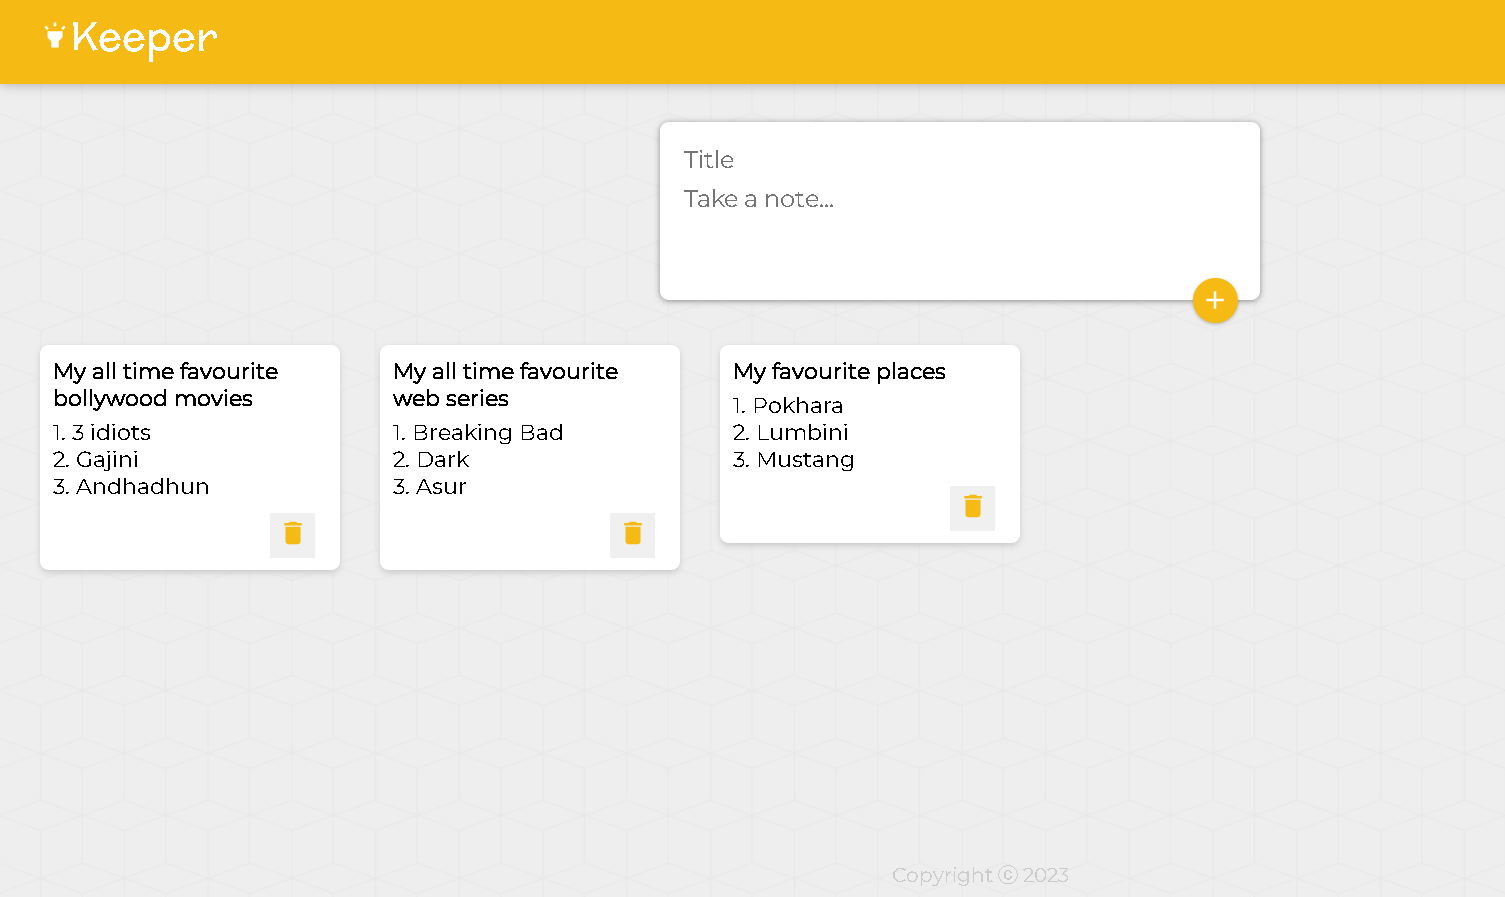 Keeper
Title
Take a note...
My all time favourite
bollywood movies
1. 3 idiots
2. Gajini
3. Andhadhun
My all time favourite
web series
1. Breaking Bad
2. Dark
3. Asur
My favourite places
1. Pokhara
2. Lumbini
3. Mustang
Copyright ⓒ 2023